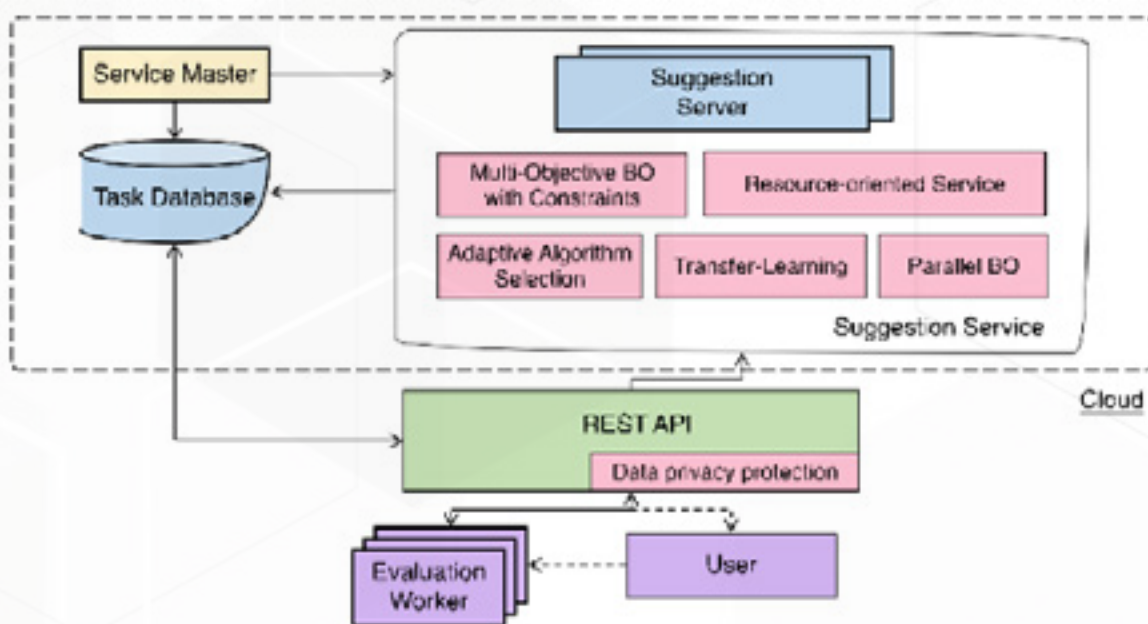 Service Master
Suggestion
Server
Task Database
Multi-Objective BO
with Constraints
Resource-oriented Service
Adaptive Algorithm
Selection
Transfer-Learning
Parallel BO
Suggestion Service
Cloud
REST API
Data privacy protection
Evaluation
Worker
User